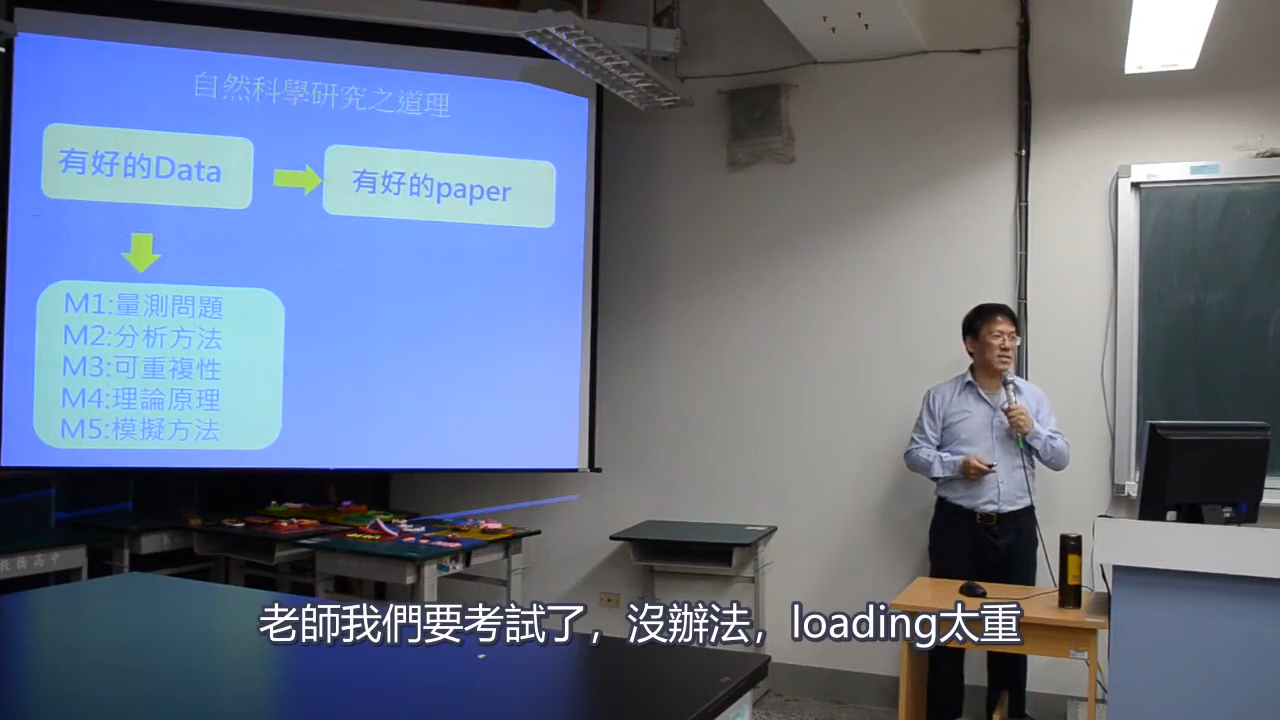 自然科學研究之道理
有好的Data
有好的paper
M1:量測問題
M2:分析方法
M3:可重複性
M4:理論原理
M5:模擬方法
老師我們要考試了，沒辦法，loading太重